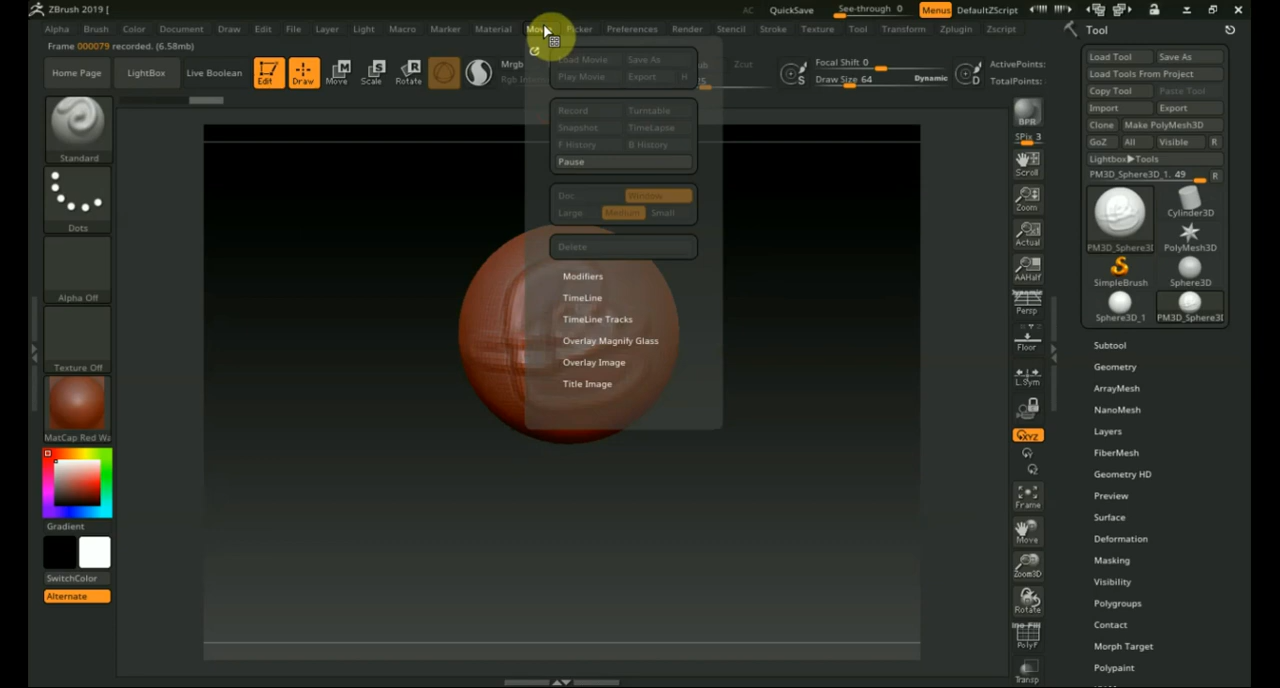 ZBrush 2019 [
AC QuickSave See-through 0 Menus DefaultZScript
Alpha Brush Color Document Draw Edit File Layer Light Macro Marker Material Movie Picker Preferences Render Stencil Stroke Texture Tool Transform Zplugin Zscript
Frame 000079 recorded. (6.58mb)
Home Page LightBox Live Boolean
Edit Draw Move Scale Rotate
Mrgb
Zcut
Focal Shift 0
Draw Size 64 Dynamic
ActivePoints:
TotalPoints:
Load Movie Save As
Play Movie Export H
Record Turntable
Snapshot TimeLapse
F History B History
Pause
Doc Window
Large Medium Small
Delete
Modifiers
TimeLine
TimeLine Tracks
Overlay Magnify Glass
Overlay Image
Title Image
Standard
Dots
Alpha Off
Texture Off
MatCap Red Wa
Gradient
SwitchColor
Alternate
BPR
SPix 3
Scroll
Zoom
Actual
AAHalf
Dynamic
Persp
Floor
L.Sym
XYZ
Frame
Move
Zoom3D
Rotate
PolyF
Transp
Tool
Load Tool Save As
Load Tools From Project
Copy Tool Paste Tool
Import Export
Clone Make PolyMesh3D
GoZ All Visible R
Lightbox▶Tools
PM3D_Sphere3D_1. 49 R
PM3D_Sphere3D Cylinder3D
PolyMesh3D
SimpleBrush Sphere3D
Sphere3D_1 PM3D_Sphere3D
Subtool
Geometry
ArrayMesh
NanoMesh
Layers
FiberMesh
Geometry HD
Preview
Surface
Deformation
Masking
Visibility
Polygroups
Contact
Morph Target
Polypaint